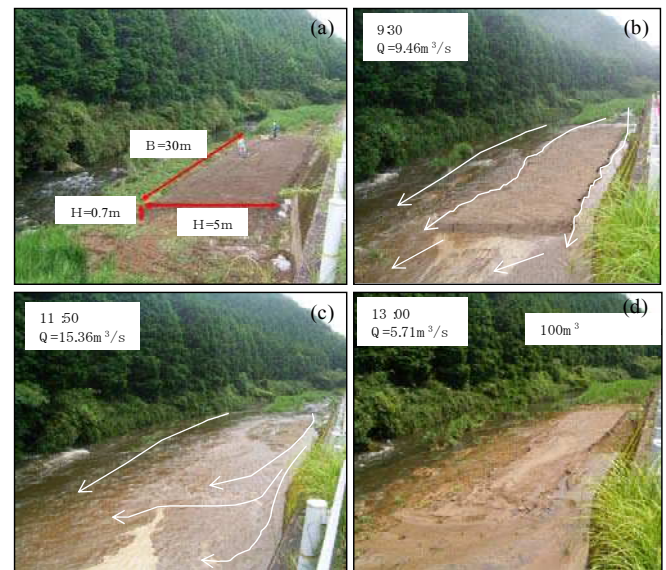 (a)
B=30m
H=0.7m
H=5m
(b)
9:30
Q=9.46m³/s
(c)
11:50
Q=15.36m³/s
(d)
13:00
Q=5.71m³/s
100m³